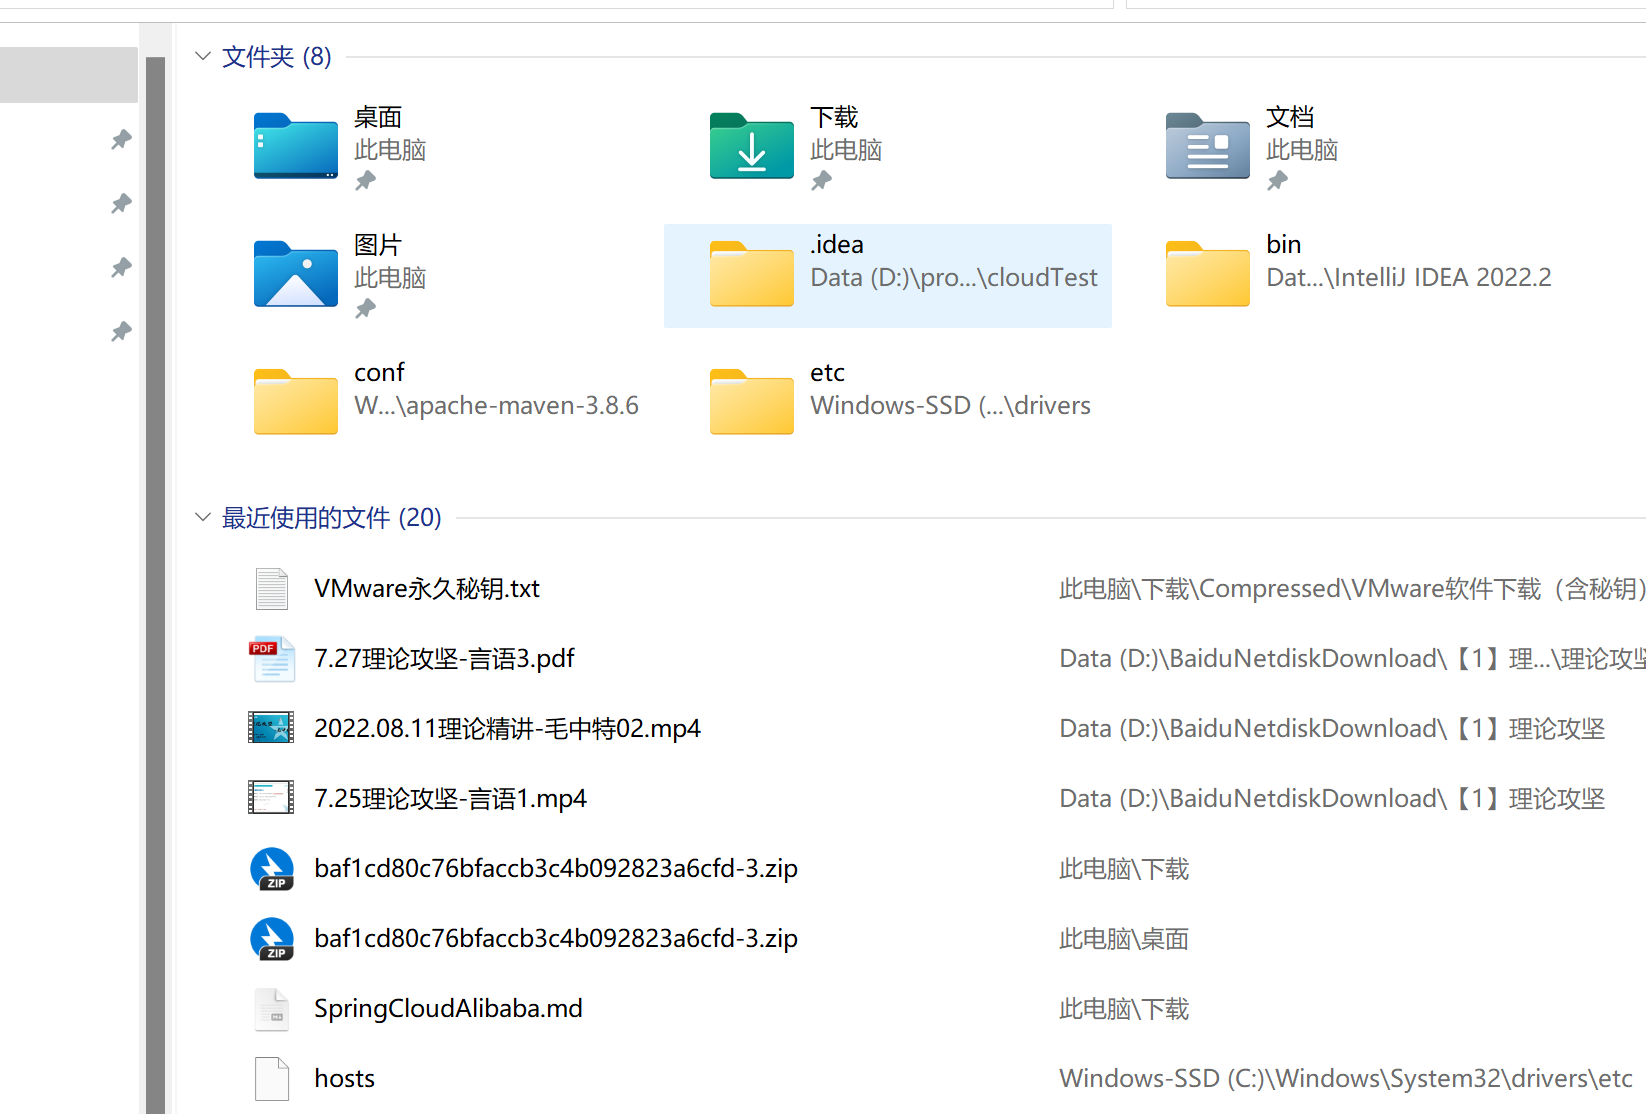 文件夹 (8)
桌面
此电脑
下载
此电脑
文档
此电脑
图片
此电脑
.idea
Data (D:)\pro...\cloudTest
bin
Dat...\IntelliJ IDEA 2022.2
conf
W...\apache-maven-3.8.6
etc
Windows-SSD (...\drivers
最近使用的文件 (20)
VMware永久秘钥.txt 此电脑\下载\Compressed\VMware软件下载（含秘钥）
PDF
7.27理论攻坚-言语3.pdf Data (D:)\BaiduNetdiskDownload\【1】理...\理论攻坚
2022.08.11理论精讲-毛中特02.mp4 Data (D:)\BaiduNetdiskDownload\【1】理论攻坚
7.25理论攻坚-言语1.mp4 Data (D:)\BaiduNetdiskDownload\【1】理论攻坚
ZIP
baf1cd80c76bfaccb3c4b092823a6cfd-3.zip 此电脑\下载
ZIP
baf1cd80c76bfaccb3c4b092823a6cfd-3.zip 此电脑\桌面
SpringCloudAlibaba.md 此电脑\下载
hosts Windows-SSD (C:)\Windows\System32\drivers\etc